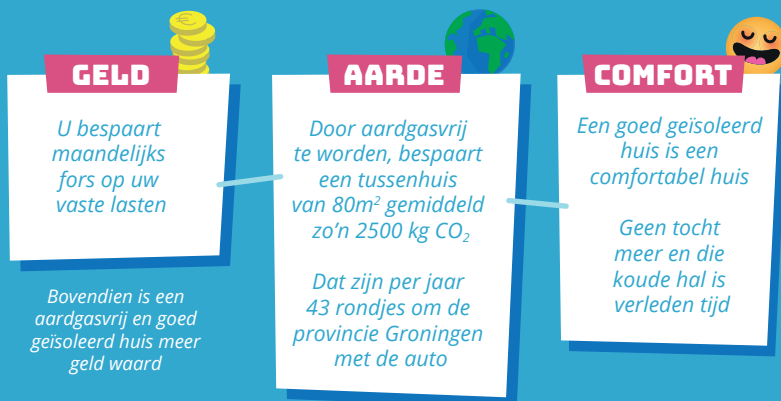 GELD
U bespaart
maandelijks
fors op uw
vaste lasten
Bovendien is een
aardgasvrij en goed
geïsoleerd huis meer
geld waard
AARDE
Door aardgasvrij
te worden, bespaart
een tussenhuis
van 80m² gemiddeld
zo'n 2500 kg CO₂
Dat zijn per jaar
43 rondjes om de
provincie Groningen
met de auto
COMFORT
Een goed geïsoleerd
huis is een
comfortabel huis
Geen tocht
meer en die
koude hal is
verleden tijd